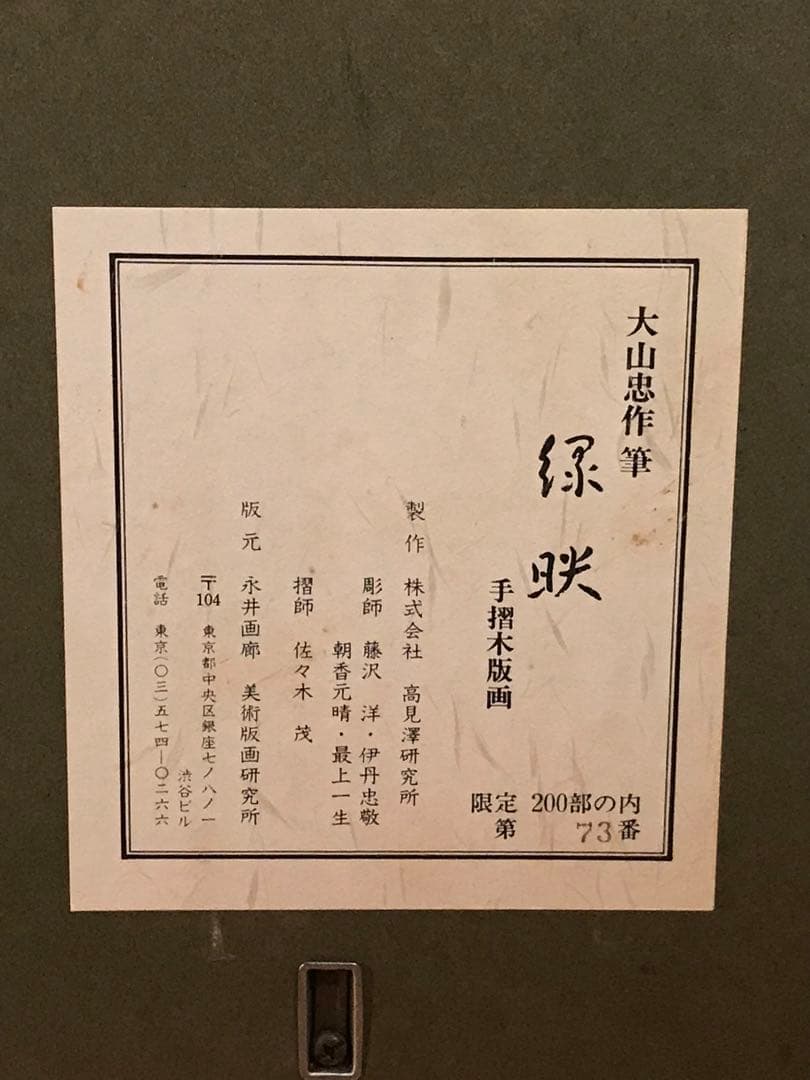 大山忠作 筆
緑映
手摺木版画
限定 200部の内
第 73番
製作 株式会社 高見澤研究所
彫師 藤沢 洋・伊丹忠敬
朝香元晴・最上一生
摺師 佐々木 茂
版元 永井画廊 美術版画研究所
〒104 東京都中央区銀座七ノ八ノ一
渋谷ビル
電話 東京(〇三)五七四—〇二六六